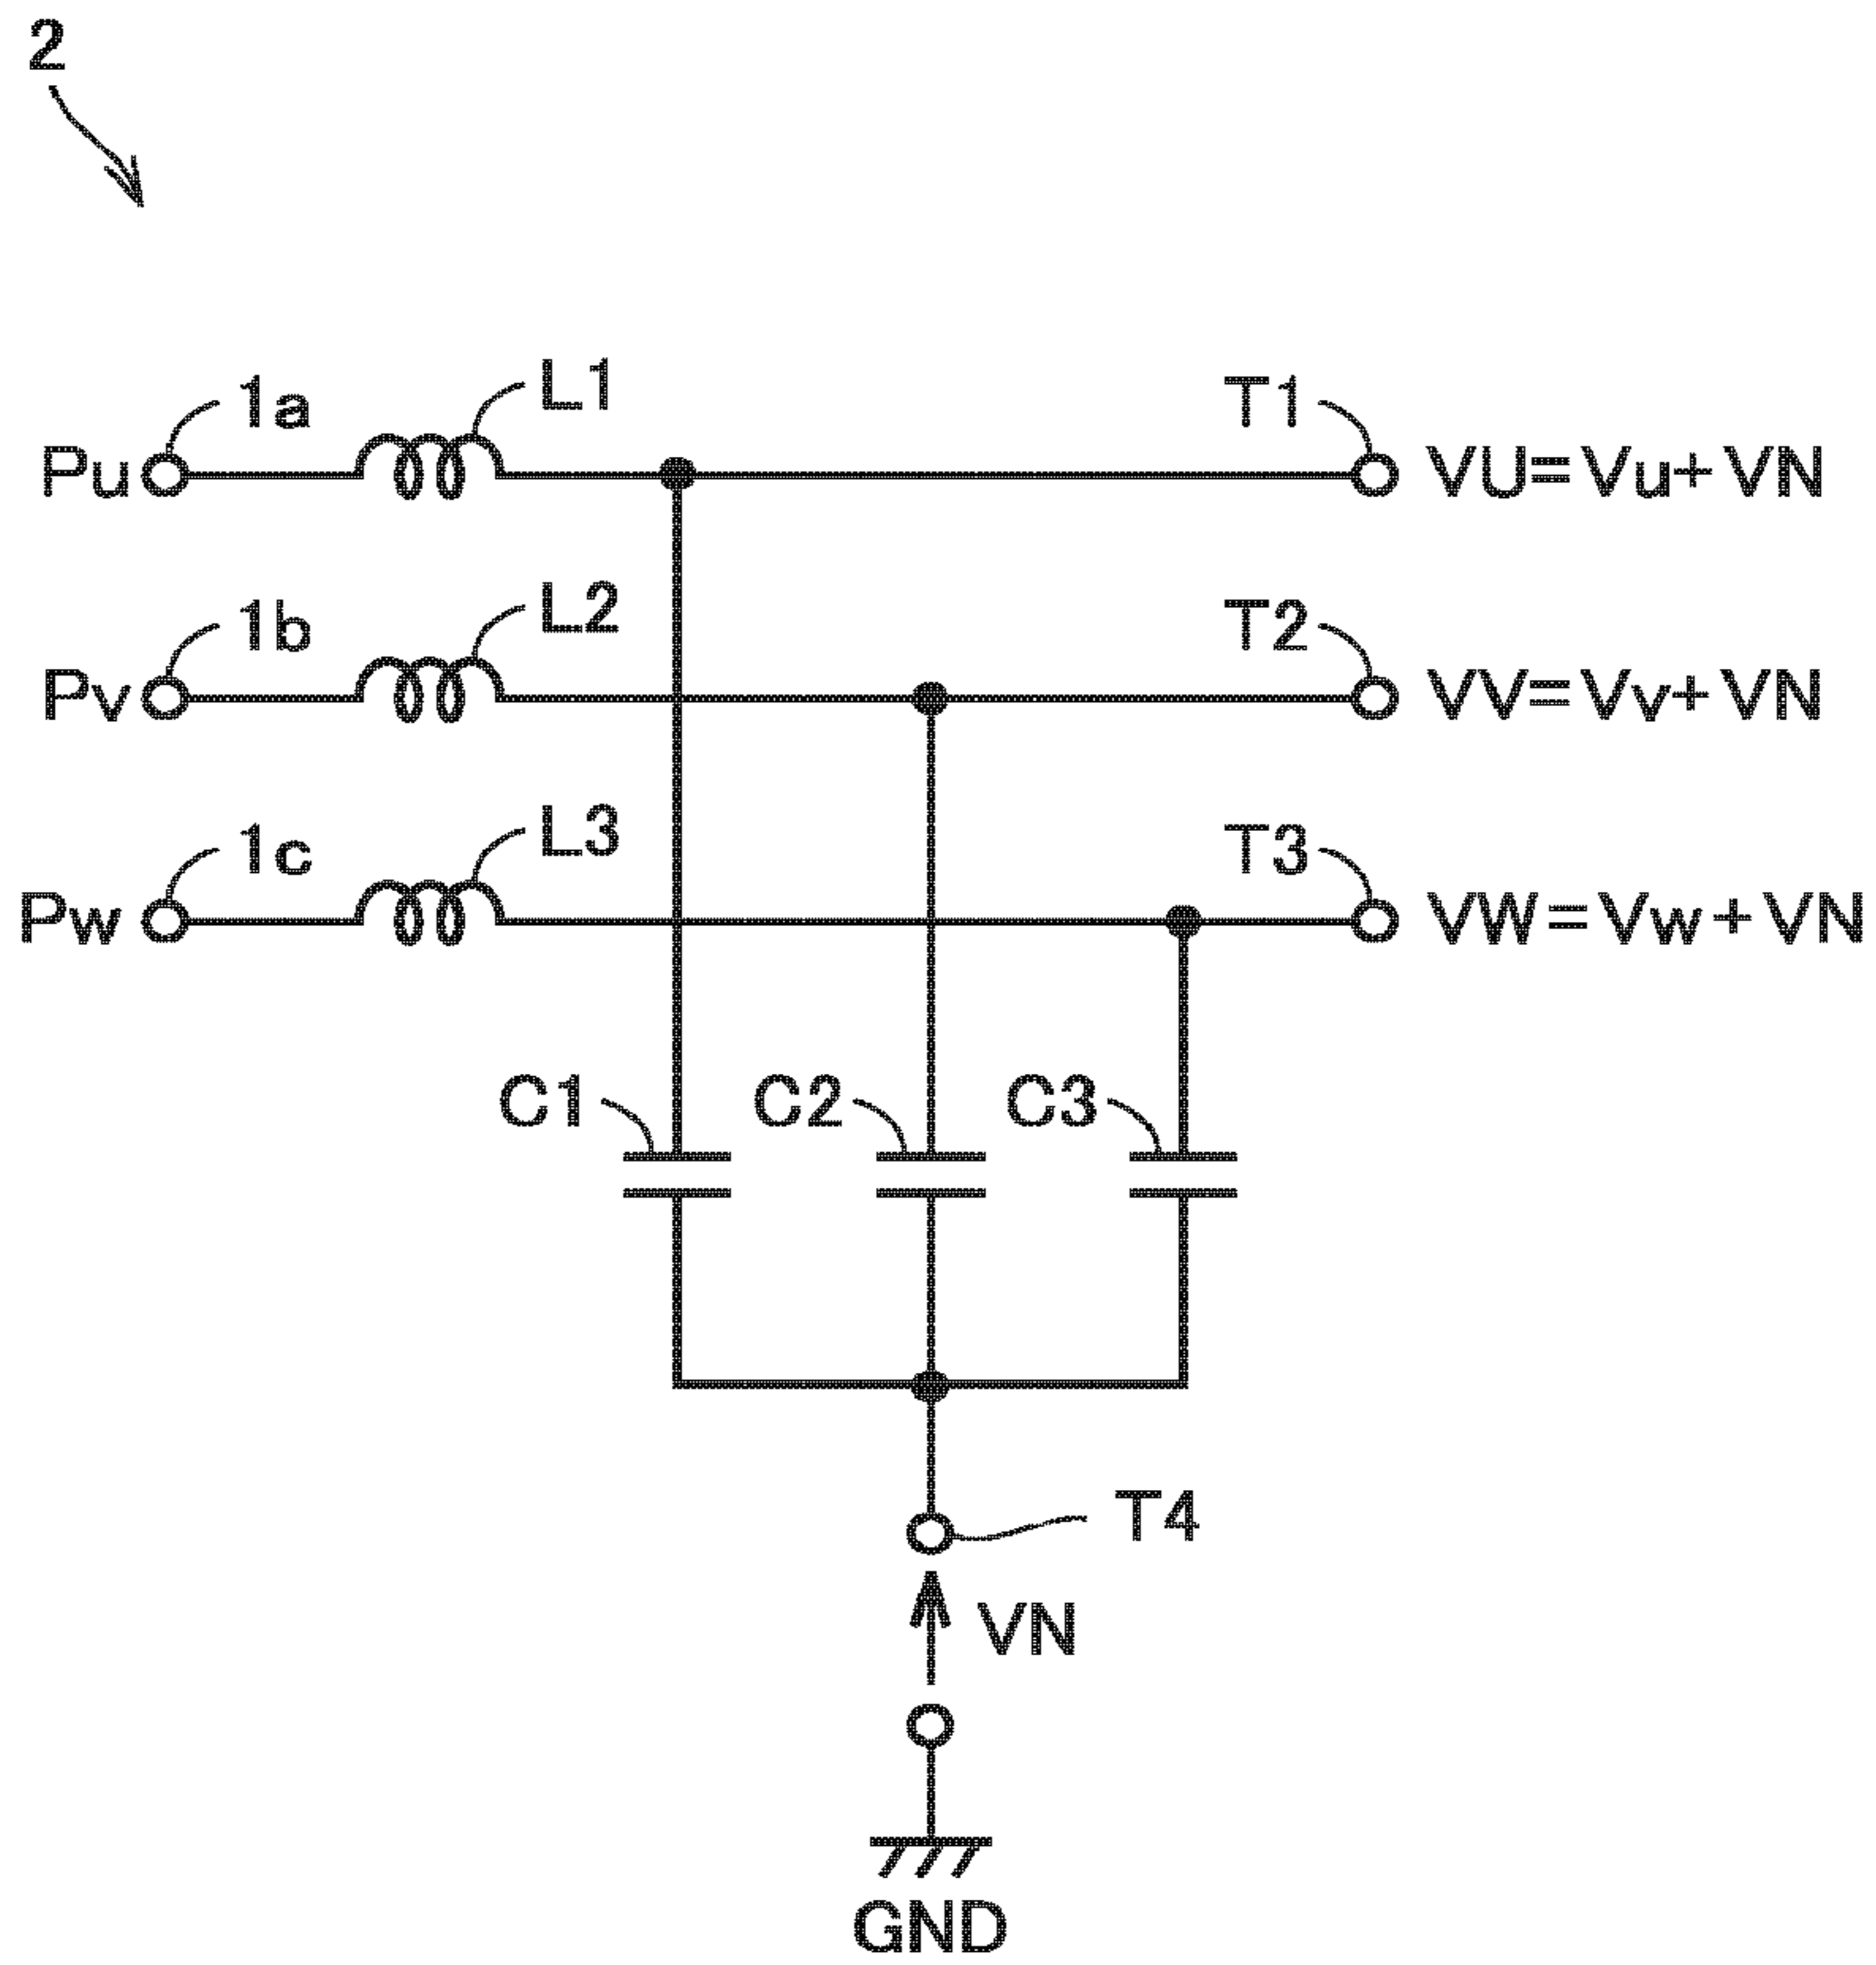 2
1a
L1
T1
Pu
VU=Vu+VN
1b
L2
T2
Pv
VV=Vv+VN
1c
L3
T3
Pw
VW=Vw+VN
C1
C2
C3
T4
VN
GND